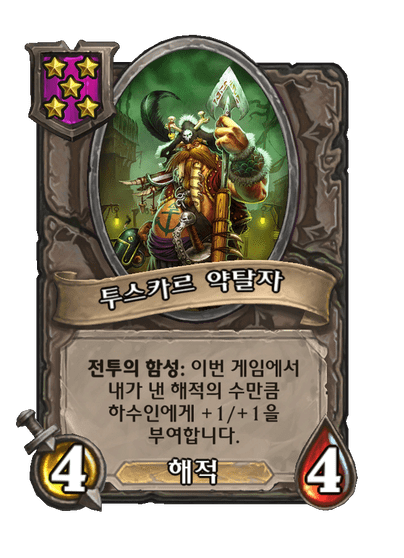 투스카르 약탈자
전투의 함성: 이번 게임에서
내가 낸 해적의 수만큼
하수인에게 +1/+1을
부여합니다.
4
해적
4